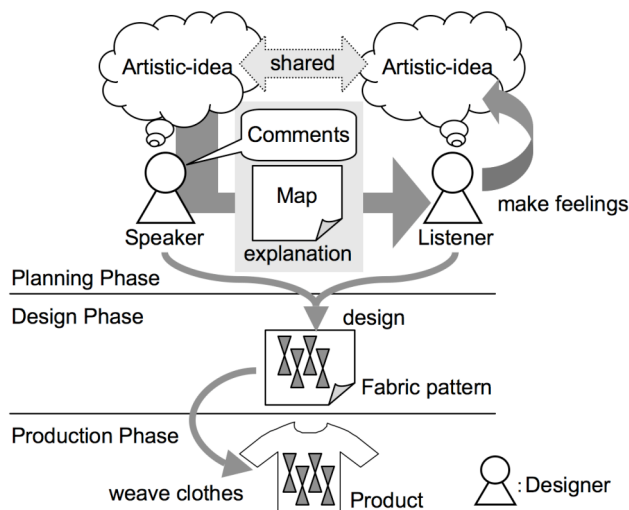 Artistic-idea
shared
Artistic-idea
Comments
Map
make feelings
Speaker
explanation
Listener
Planning Phase
Design Phase
design
Fabric pattern
Production Phase
weave clothes
Product
: Designer